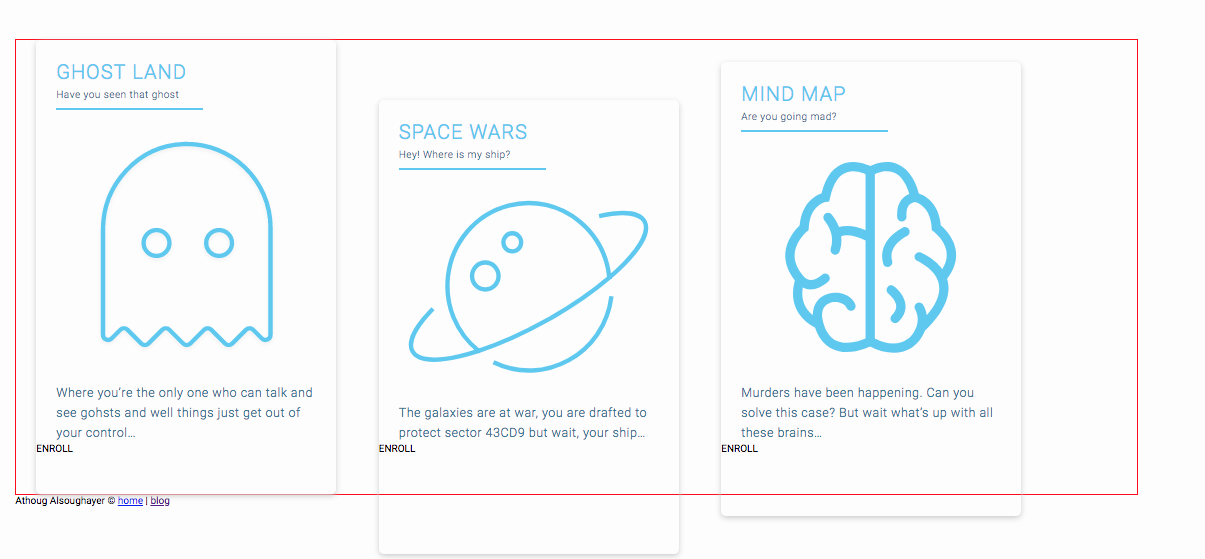 GHOST LAND
Have you seen that ghost
Where you're the only one who can talk and
see gohsts and well things just get out of
your control...
ENROLL
SPACE WARS
Hey! Where is my ship?
The galaxies are at war, you are drafted to
protect sector 43CD9 but wait, your ship...
ENROLL
MIND MAP
Are you going mad?
Murders have been happening. Can you
solve this case? But wait what's up with all
these brains...
ENROLL
Athoug Alsoughayer © home | blog